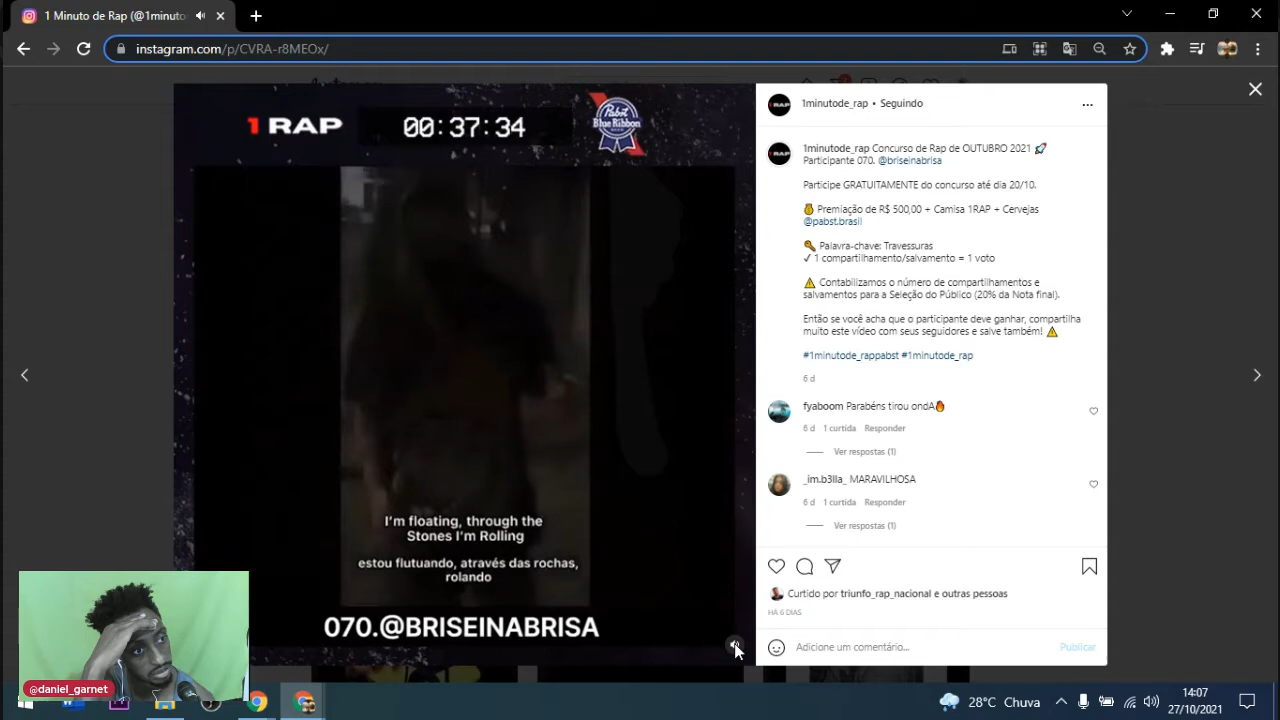 1 Rap (@1minuto
instagram.com/p/CVRA-r8MEOx/
1 RAP
00:37:34
Pabst
Blue Ribbon
I'm floating, through the
Stones I'm Rolling
estou flutuando, através das rochas,
rolando
070.@BRISEINABRISA
@daniel_garnet
1minutode_rap • Seguindo
1minutode_rap Concurso de Rap de OUTUBRO 2021 🚀
Participante 070. @briseinabrisa
Participe GRATUITAMENTE do concurso até dia 20/10.
🏅 Premiação de R$ 500,00 + Camisa 1RAP + Cervejas
@pabst.brasil
🔑 Palavra-chave: Travessuras
✓ 1 compartilhamento/salvamento = 1 voto
⚠️ Contabilizamos o número de compartilhamentos e
salvamentos para a Seleção do Público (20% da Nota final).
Então se você acha que o participante deve ganhar, compartilha
muito este vídeo com seus seguidores e salve também! ⚠️
#1minutode_rappabst #1minutode_rap
6 d
fyaboom Parabéns tirou ondA🔥
6 d 1 curtida Responder
Ver respostas (1)
_im.b3lla_ MARAVILHOSA
6 d 1 curtida Responder
Ver respostas (1)
Curtido por triunfo_rap_nacional e outras pessoas
HÁ 6 DIAS
Adicione um comentário...
Publicar
28°C Chuva
14:07
27/10/2021